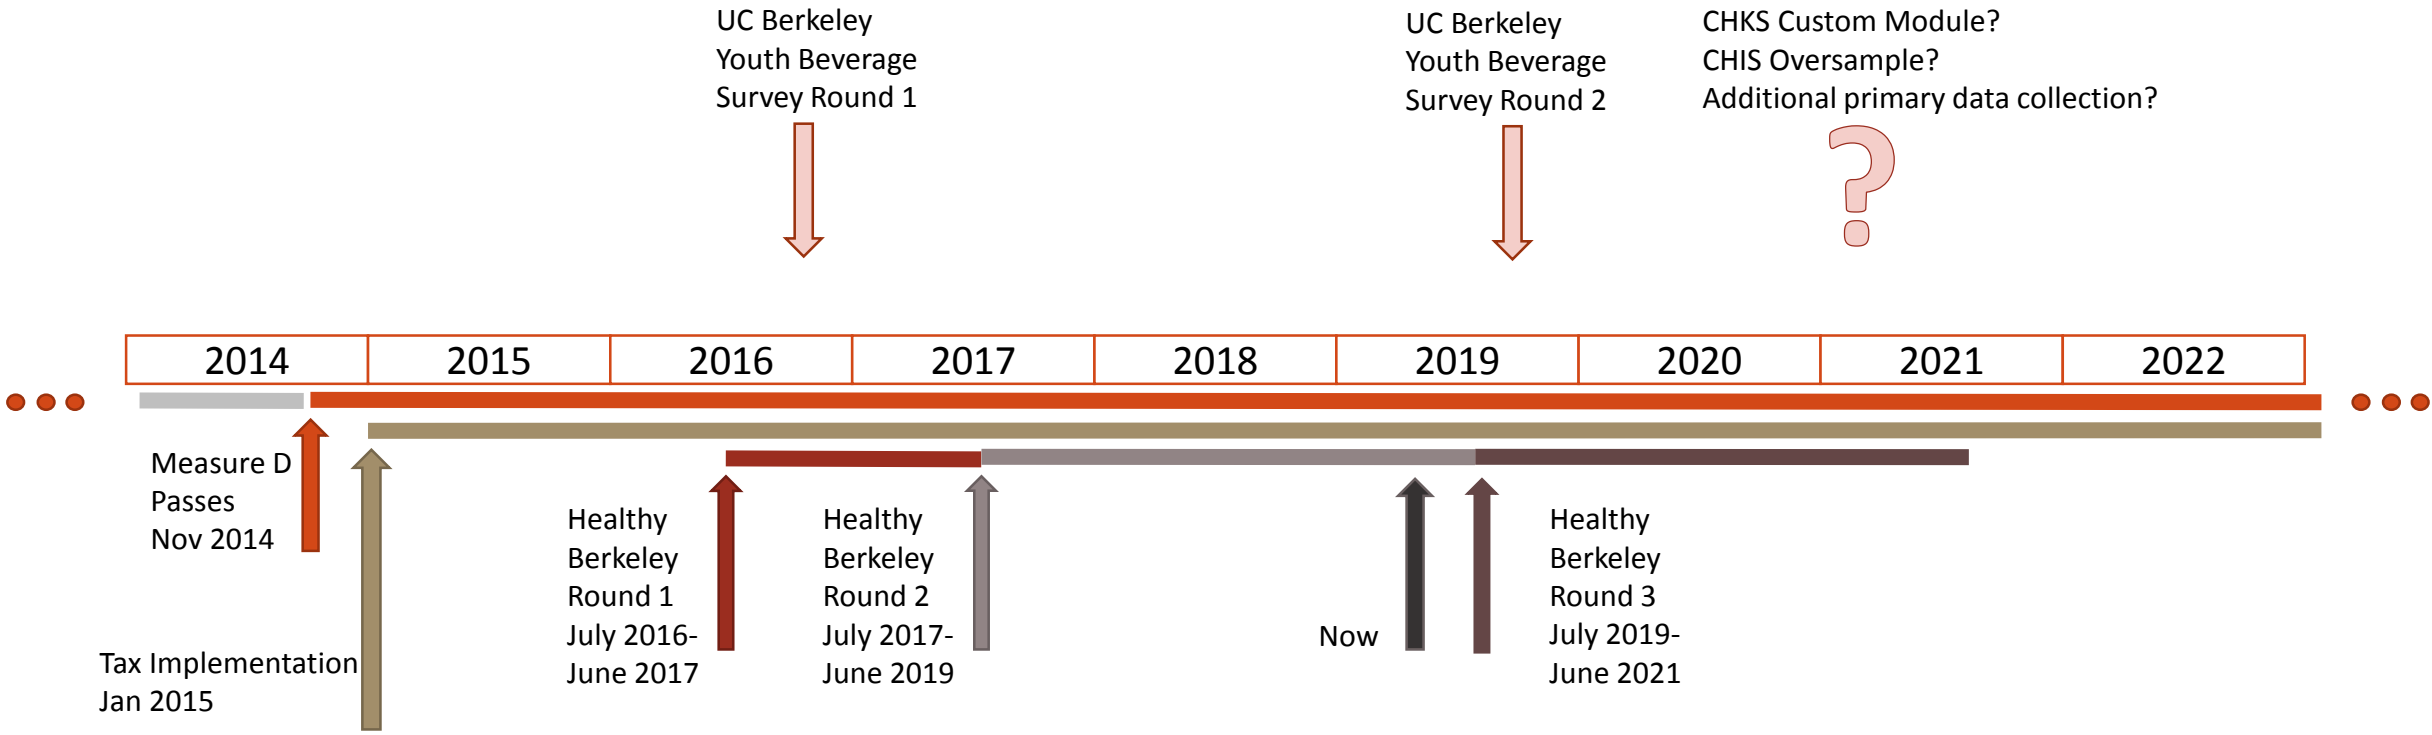 UC Berkeley
Youth Beverage
Survey Round 1
UC Berkeley
Youth Beverage
Survey Round 2
CHKS Custom Module?
CHIS Oversample?
Additional primary data collection?
?
2014 2015 2016 2017 2018 2019 2020 2021 2022
Measure D
Passes
Nov 2014
Tax Implementation
Jan 2015
Healthy
Berkeley
Round 1
July 2016-
June 2017
Healthy
Berkeley
Round 2
July 2017-
June 2019
Now
Healthy
Berkeley
Round 3
July 2019-
June 2021